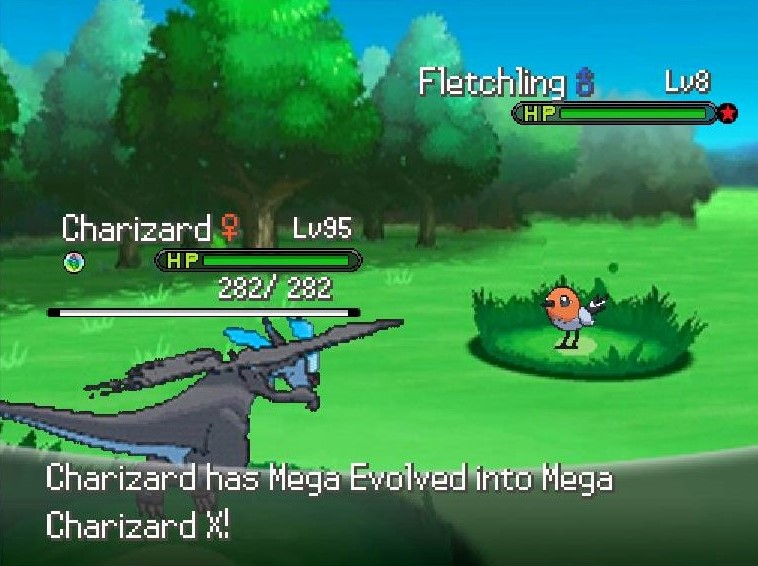 Fletchling ♂ Lv8
HP
Charizard ♀ Lv95
HP
282/ 282
Charizard has Mega Evolved into Mega
Charizard X!